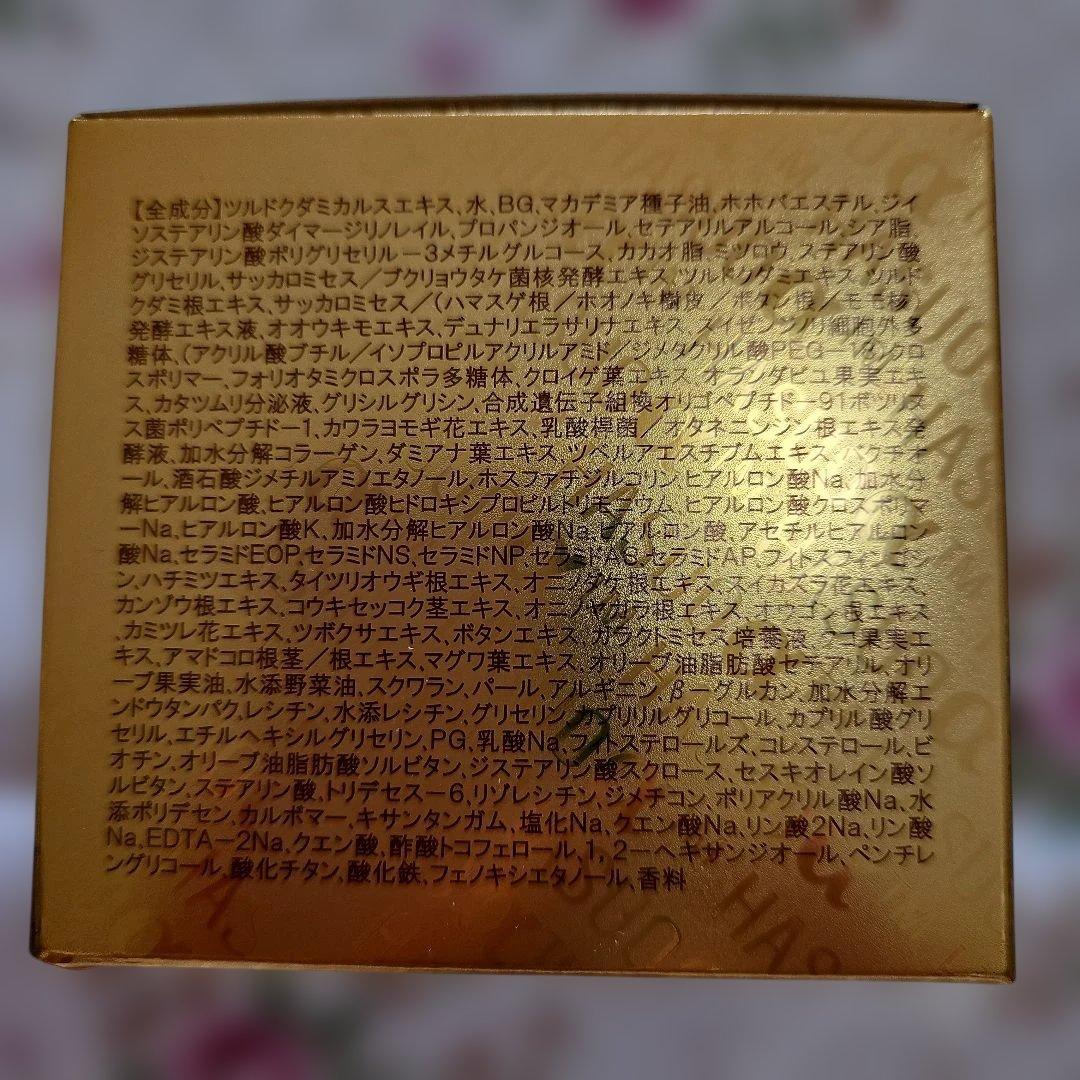 【全成分】ツルドクダミカルスエキス、水、BG、マカデミア種子油、ホホバエステル、ジイ
ソステアリン酸ダイマージリノレイル、プロパンジオール、セテアリルアルコール、シア脂、
ジステアリン酸ポリグリセリル－3メチルグルコース、カカオ脂、ミツロウ、ステアリン酸
グリセリル、サッカロミセス／ブクリョウタケ菌核発酵エキス、ツルドクダミエキス、ツルド
クダミ根エキス、サッカロミセス／(ハマスゲ根／ホオノキ樹皮／ボタン根／モモ核)
発酵エキス液、オオウキモエキス、デュナリエラサリナエキス、スイゼンジノリ細胞外多
糖体、(アクリル酸ブチル／イソプロピルアクリルアミド／ジメタクリル酸PEG－13)クロ
スポリマー、フォリオタミクロスポラ多糖体、クロイゲ葉エキス、オランダビユ果実エキ
ス、カタツムリ分泌液、グリシルグリシン、合成遺伝子組換オリゴペプチドー91ボツリヌ
ス菌ポリペプチドー1、カワラヨモギ花エキス、乳酸桿菌／オタネニンジン根エキス発
酵液、加水分解コラーゲン、ダミアナ葉エキス、ツベルアエスチブムエキス、バクチオ
ール、酒石酸ジメチルアミノエタノール、ホスファチジルコリン、ヒアルロン酸Na、加水分
解ヒアルロン酸、ヒアルロン酸ヒドロキシプロピルトリモニウム、ヒアルロン酸クロスポリマ
ーNa、ヒアルロン酸K、加水分解ヒアルロン酸Na、ヒアルロン酸、アセチルヒアルロン
酸Na、セラミドEOP、セラミドNS、セラミドNP、セラミドAS、セラミドAP、フィトスフィンゴシ
ン、ハチミツエキス、タイツリオウギ根エキス、オニノダケ根エキス、スイカズラ花エキス、
カンゾウ根エキス、コウキセッコク茎エキス、オニノヤガラ根エキス、オウゴン根エキス
、カミツレ花エキス、ツボクサエキス、ボタンエキス、ガラクトミセス培養液、ココ果実エ
キス、アマドコロ根茎／根エキス、マグワ葉エキス、オリーブ油脂肪酸セテアリル、オリ
ーブ果実油、水添野菜油、スクワラン、パール、アルギニン、β－グルカン、加水分解エ
ンドウタンパク、レシチン、水添レシチン、グリセリン、カプリリルグリコール、カプリル酸グリ
セリル、エチルヘキシルグリセリン、PG、乳酸Na、フィトステロールズ、コレステロール、ビ
オチン、オリーブ油脂肪酸ソルビタン、ジステアリン酸スクロース、セスキオレイン酸ソ
ルビタン、ステアリン酸、トリデセスー6、リゾレシチン、ジメチコン、ポリアクリル酸Na、水
添ポリデセン、カルボマー、キサンタンガム、塩化Na、クエン酸Na、リン酸2Na、リン酸
Na、EDTA－2Na、クエン酸、酢酸トコフェロール、1，2－ヘキサンジオール、ペンチレ
ングリコール、酸化チタン、酸化鉄、フェノキシエタノール、香料